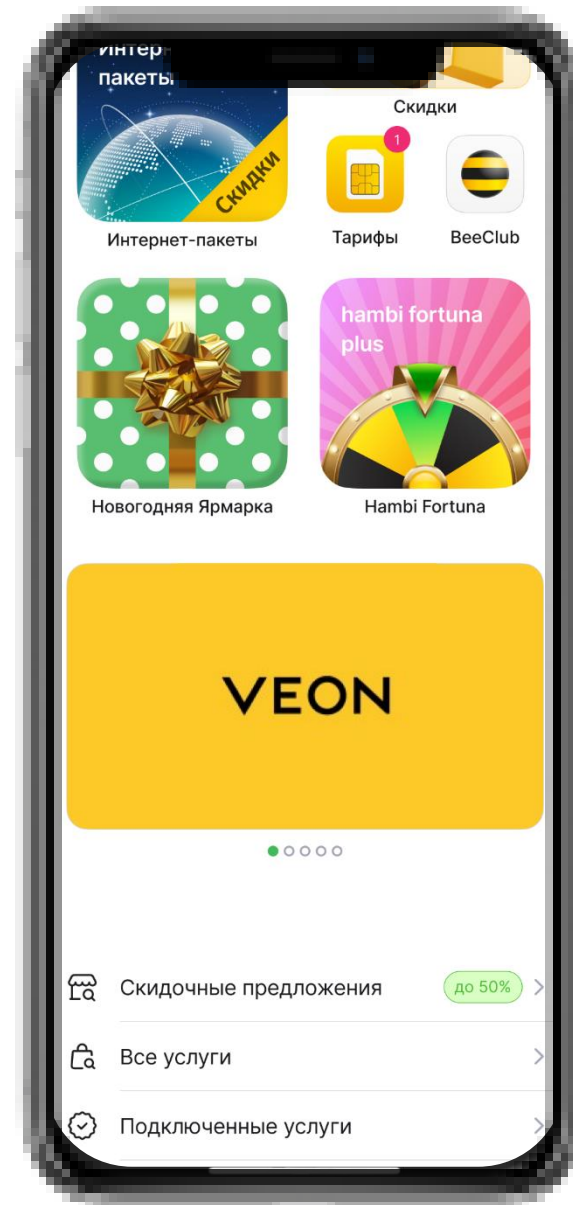 Интер
пакеты
Скидки
Скидки
1
Интернет-пакеты
Тарифы
BeeClub
hambi fortuna
plus
Новогодняя Ярмарка
Hambi Fortuna
VEON
Скидочные предложения
до 50%
Все услуги
Подключенные услуги